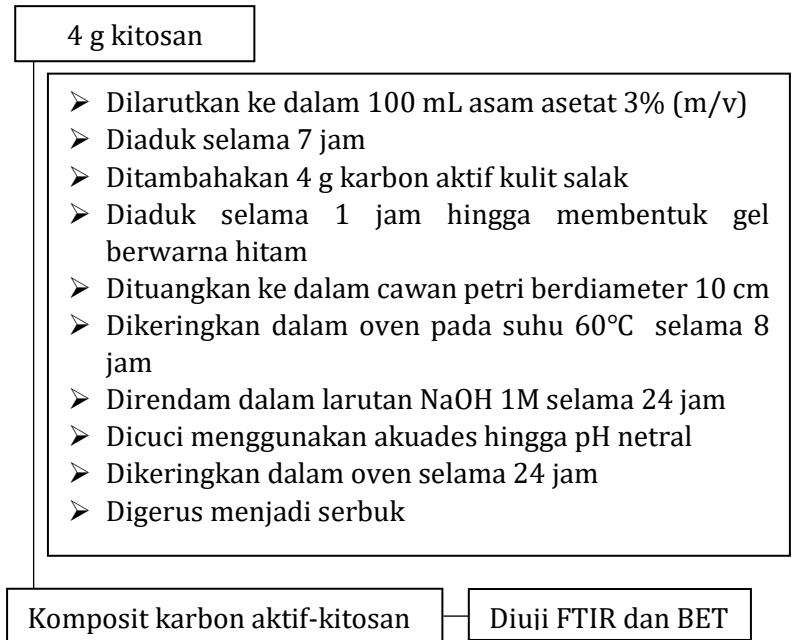 4 g kitosan
➢ Dilarutkan ke dalam 100 mL asam asetat 3% (m/v)
➢ Diaduk selama 7 jam
➢ Ditambahakan 4 g karbon aktif kulit salak
➢ Diaduk selama 1 jam hingga membentuk gel
berwarna hitam
➢ Dituangkan ke dalam cawan petri berdiameter 10 cm
➢ Dikeringkan dalam oven pada suhu 60℃ selama 8
jam
➢ Direndam dalam larutan NaOH 1M selama 24 jam
➢ Dicuci menggunakan akuades hingga pH netral
➢ Dikeringkan dalam oven selama 24 jam
➢ Digerus menjadi serbuk
Komposit karbon aktif-kitosan
Diuji FTIR dan BET